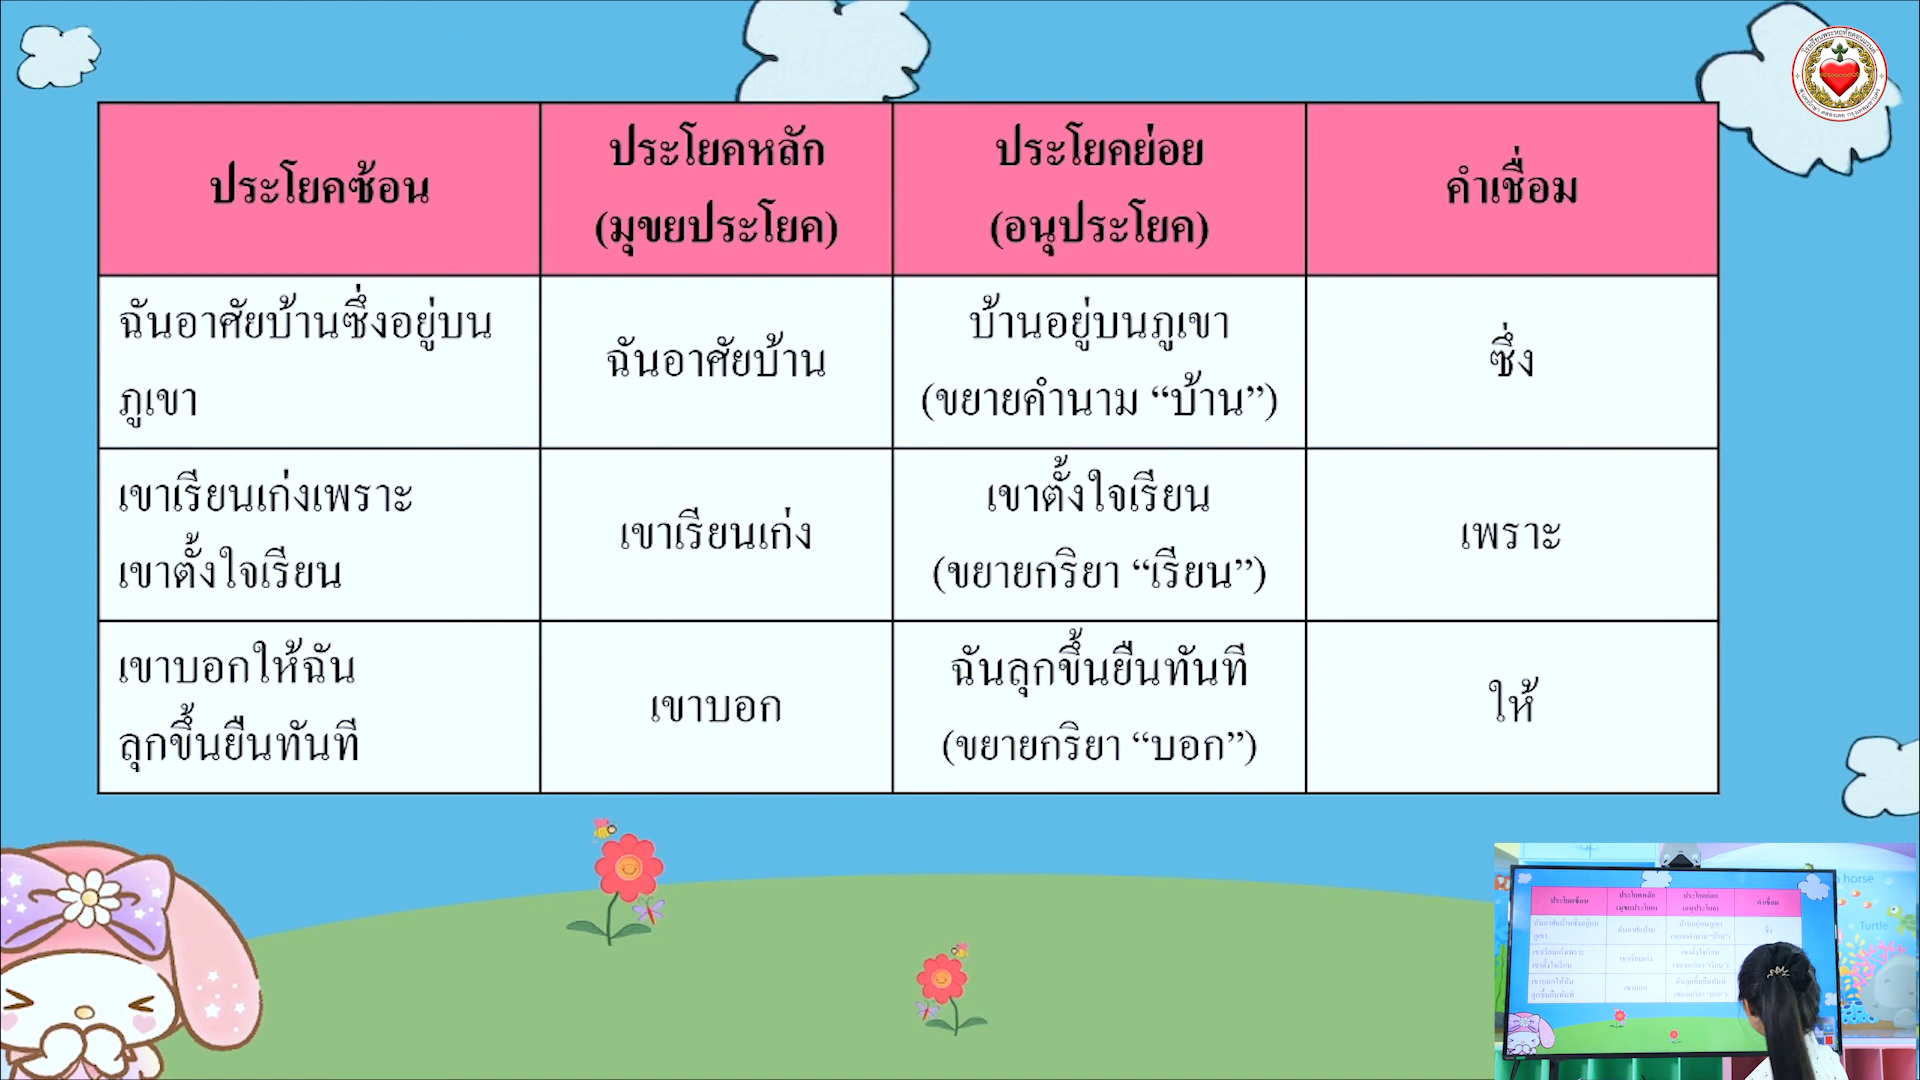 ประโยคซ้อน
ประโยคหลัก
(มุขยประโยค)
ประโยคย่อย
(อนุประโยค)
คำเชื่อม
ฉันอาศัยบ้านซึ่งอยู่บน
ภูเขา
ฉันอาศัยบ้าน
บ้านอยู่บนภูเขา
(ขยายคำนาม “บ้าน”)
ซึ่ง
เขาเรียนเก่งเพราะ
เขาตั้งใจเรียน
เขาเรียนเก่ง
เขาตั้งใจเรียน
(ขยายกริยา “เรียน”)
เพราะ
เขาบอกให้ฉัน
ลุกขึ้นยืนทันที
เขาบอก
ฉันลุกขึ้นยืนทันที
(ขยายกริยา “บอก”)
ให้
horse
Turtle